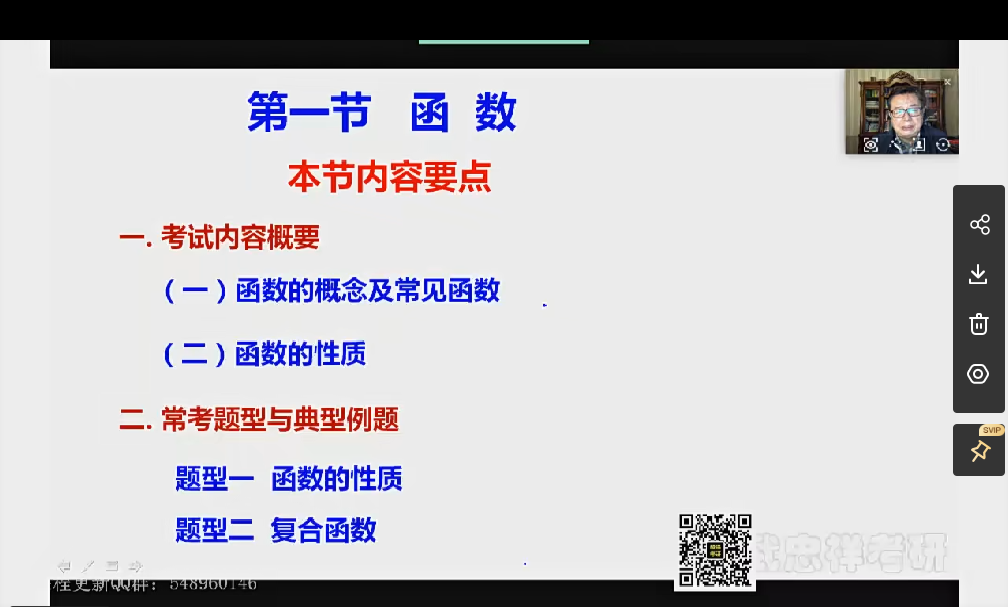 第一节 函 数
本节内容要点
一. 考试内容概要
（一）函数的概念及常见函数
（二）函数的性质
二. 常考题型与典型例题
题型一 函数的性质
题型二 复合函数
忠祥考研
程更新QQ群：548960146
SVIP